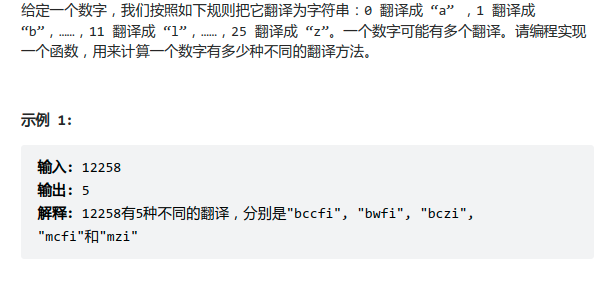 给定一个数字，我们按照如下规则把它翻译为字符串：0 翻译成 “a” ，1 翻译成
“b”，……，11 翻译成 “l”，……，25 翻译成 “z”。一个数字可能有多个翻译。请编程实现
一个函数，用来计算一个数字有多少种不同的翻译方法。
示例 1:
输入: 12258
输出: 5
解释: 12258有5种不同的翻译，分别是"bccfi", "bwfi", "bczi",
"mcfi"和"mzi"